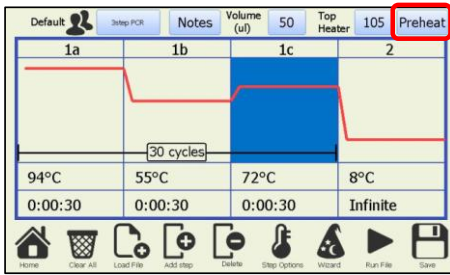 Default 3step PCR Notes Volume (ul) 50 Top Heater 105 Preheat
1a 1b 1c 2
30 cycles
94°C 55°C 72°C 8°C
0:00:30 0:00:30 0:00:30 Infinite
Home Clear All Load File Add step Delete Step Options Wizard Run File Save